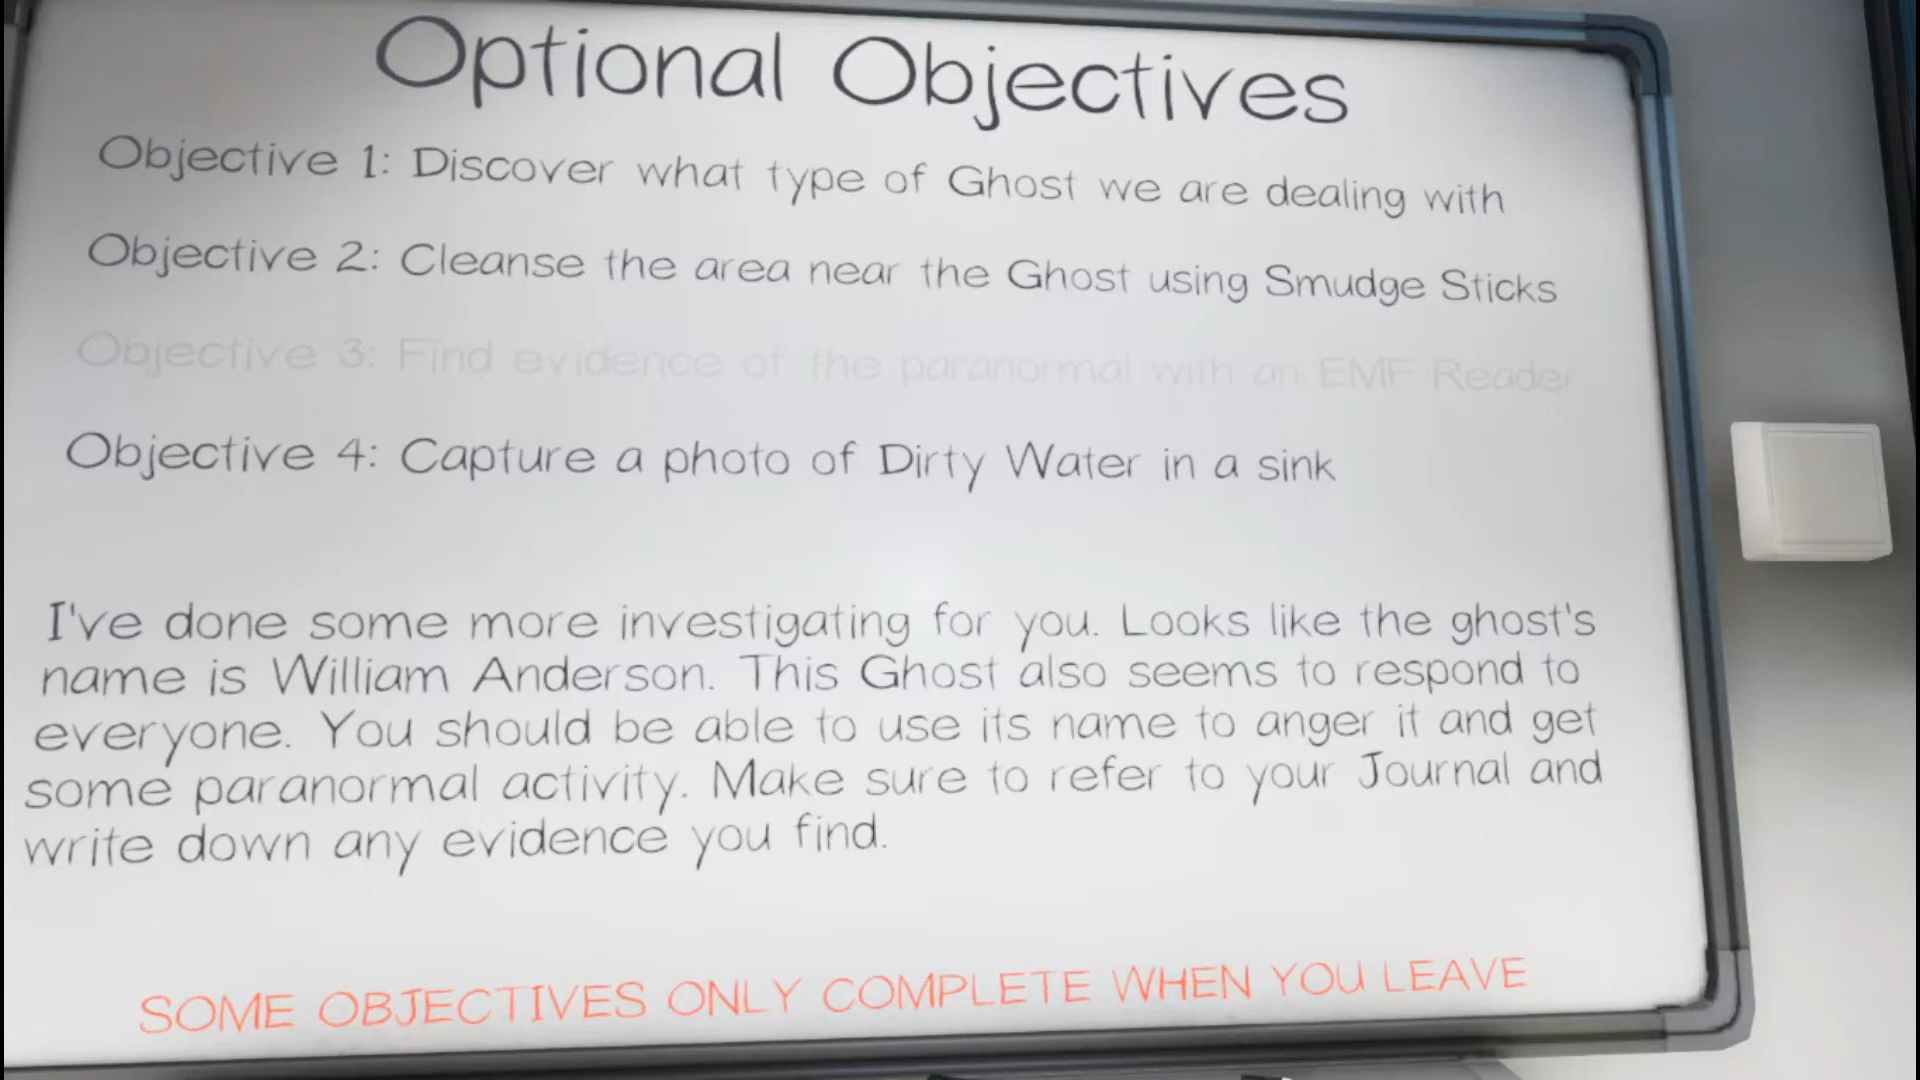 Optional Objectives
Objective 1: Discover what type of Ghost we are dealing with
Objective 2: Cleanse the area near the Ghost using Smudge Sticks
Objective 3: Find evidence of the paranormal with an EMF Reader
Objective 4: Capture a photo of Dirty Water in a sink
I've done some more investigating for you. Looks like the ghost's
name is William Anderson. This Ghost also seems to respond to
everyone. You should be able to use its name to anger it and get
some paranormal activity. Make sure to refer to your Journal and
write down any evidence you find.
SOME OBJECTIVES ONLY COMPLETE WHEN YOU LEAVE